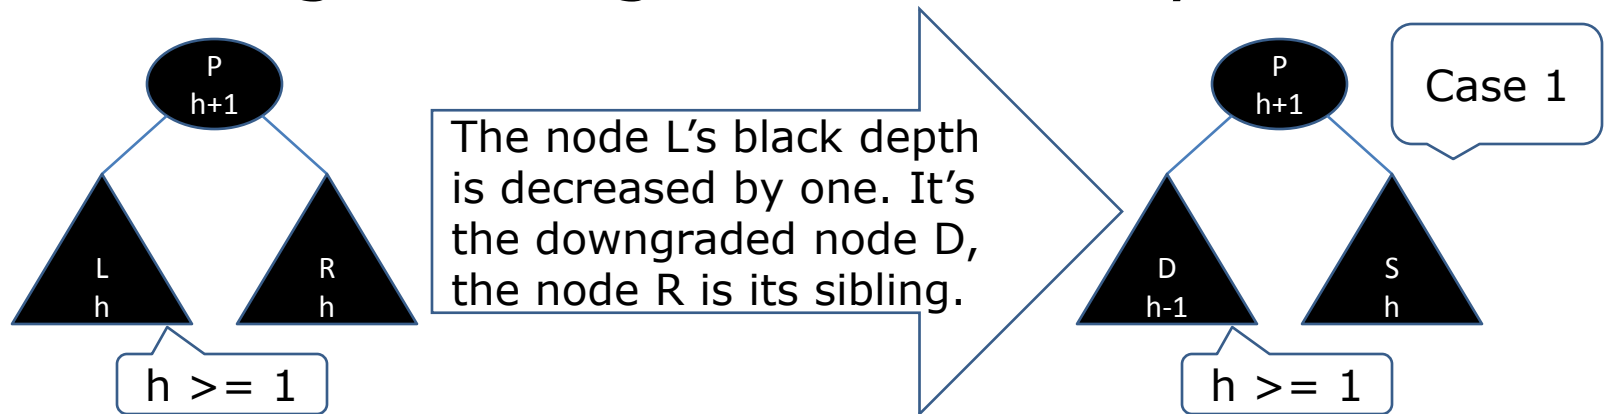 P
h+1
L
h
R
h
h >= 1
The node L’s black depth
is decreased by one. It’s
the downgraded node D,
the node R is its sibling.
P
h+1
D
h-1
S
h
h >= 1
Case 1